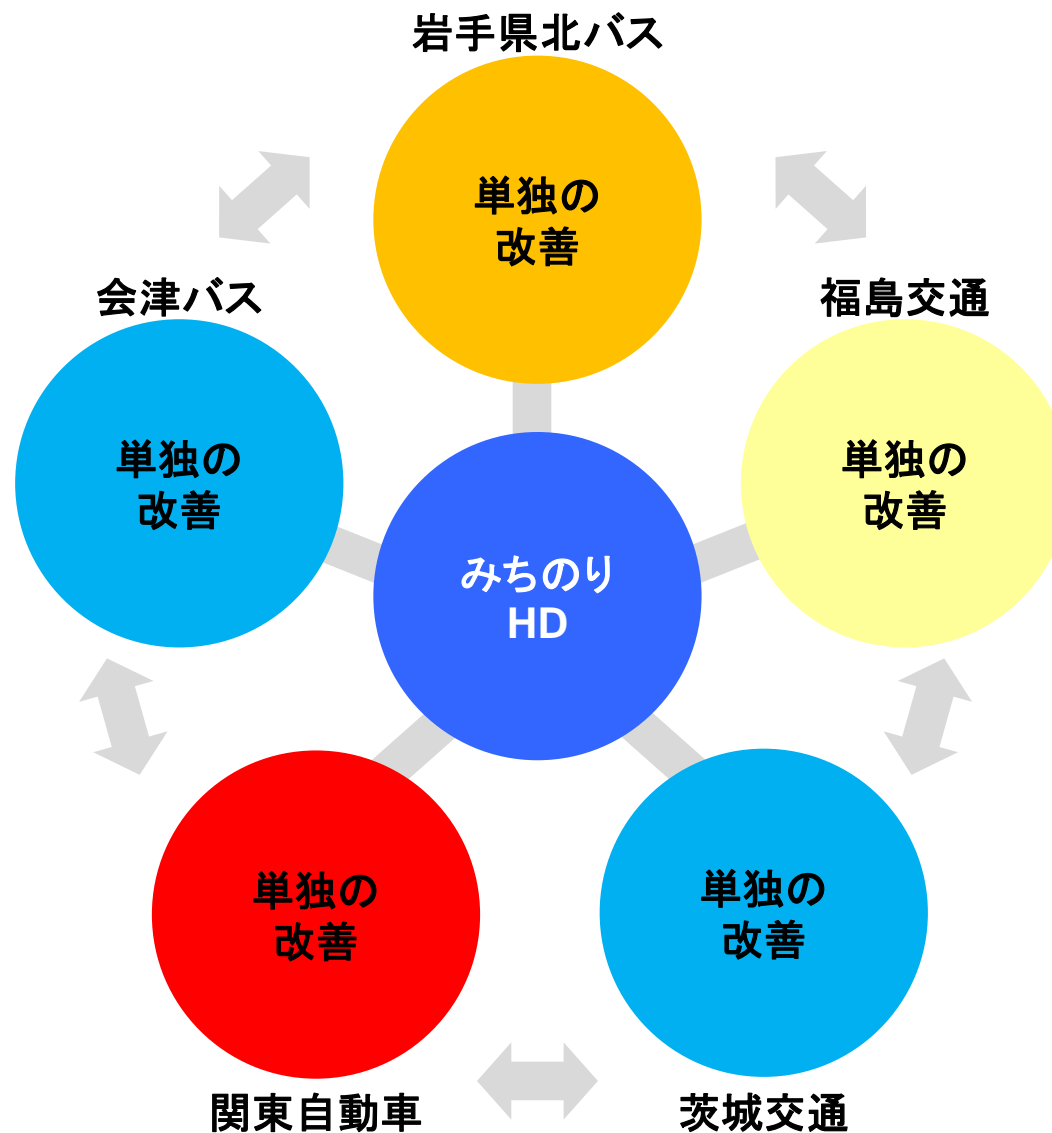 岩手県北バス
単独の
改善
会津バス
単独の
改善
福島交通
単独の
改善
みちのり
HD
単独の
改善
関東自動車
単独の
改善
茨城交通